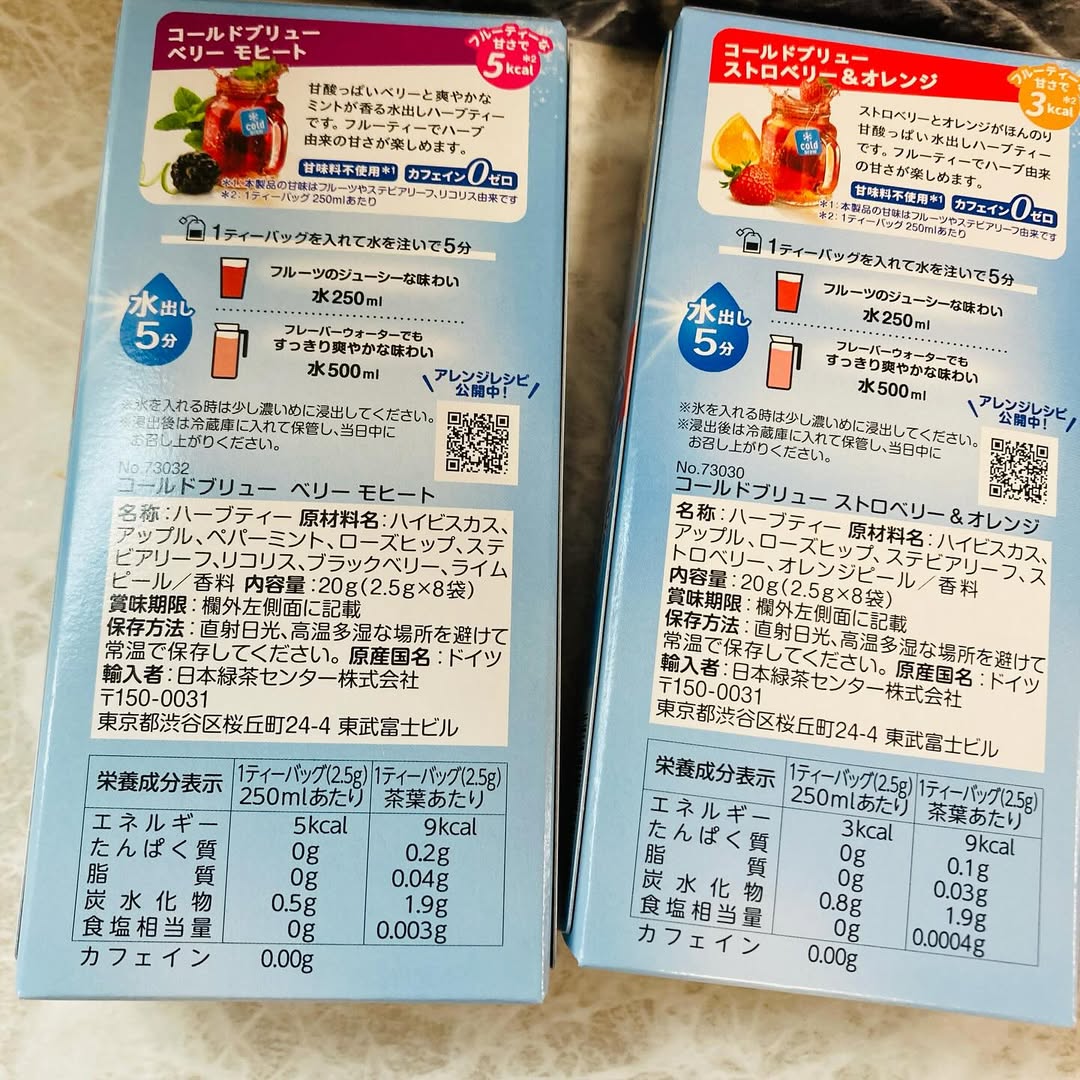 コールドブリュー
ベリー モヒート
フルーティーな
甘さで
※2
5kcal
甘酸っぱいベリーと爽やかな
ミントが香る水出しハーブティー
です。フルーティーでハーブ
由来の甘さが楽しめます。
cold
brew
甘味料不使用※1 カフェイン0ゼロ
※1:本製品の甘味はフルーツやステビアリーフ、リコリス由来です
※2:1ティーバッグ 250mlあたり
1ティーバッグを入れて水を注いで5分
水出し
5分
フルーツのジューシーな味わい
水250ml
フレーバーウォーターでも
すっきり爽やかな味わい
水500ml
アレンジレシピ
公開中!
※氷を入れる時は少し濃いめに浸出してください。
※浸出後は冷蔵庫に入れて保管し、当日中に
お召し上がりください。
No.73032
コールドブリュー ベリー モヒート
名称:ハーブティー 原材料名:ハイビスカス、
アップル、ペパーミント、ローズヒップ、ステ
ビアリーフ、リコリス、ブラックベリー、ライム
ピール/香料 内容量:20g(2.5g×8袋)
賞味期限:欄外左側面に記載
保存方法:直射日光、高温多湿な場所を避けて
常温で保存してください。 原産国名:ドイツ
輸入者:日本緑茶センター株式会社
〒150-0031
東京都渋谷区桜丘町24-4 東武富士ビル
栄養成分表示 1ティーバッグ(2.5g) 1ティーバッグ(2.5g)
250mlあたり 茶葉あたり
エネルギー 5kcal 9kcal
たんぱく質 0g 0.2g
脂質 0g 0.04g
炭水化物 0.5g 1.9g
食塩相当量 0g 0.003g
カフェイン 0.00g
コールドブリュー
ストロベリー&オレンジ
フルーティー
甘さで
※2
3kcal
ストロベリーとオレンジがほんのり
甘酸っぱい水出しハーブティー
です。フルーティーでハーブ由来
の甘さが楽しめます。
cold
brew
甘味料不使用※1 カフェイン0ゼロ
※1:本製品の甘味はフルーツやステビアリーフ由来です
※2:1ティーバッグ 250mlあたり
1ティーバッグを入れて水を注いで5分
水出し
5分
フルーツのジューシーな味わい
水250ml
フレーバーウォーターでも
すっきり爽やかな味わい
水500ml
アレンジレシピ
公開中!
※氷を入れる時は少し濃いめに浸出してください。
※浸出後は冷蔵庫に入れて保管し、当日中に
お召し上がりください。
No.73030
コールドブリュー ストロベリー&オレンジ
名称:ハーブティー 原材料名:ハイビスカス、
アップル、ローズヒップ、ステビアリーフ、ス
トロベリー、オレンジピール/香料
内容量:20g(2.5g×8袋)
賞味期限:欄外左側面に記載
保存方法:直射日光、高温多湿な場所を避けて
常温で保存してください。 原産国名:ドイツ
輸入者:日本緑茶センター株式会社
〒150-0031
東京都渋谷区桜丘町24-4 東武富士ビル
栄養成分表示 1ティーバッグ(2.5g) 1ティーバッグ(2.5g)
250mlあたり 茶葉あたり
エネルギー 3kcal 9kcal
たんぱく質 0g 0.1g
脂質 0g 0.03g
炭水化物 0.8g 1.9g
食塩相当量 0g 0.0004g
カフェイン 0.00g